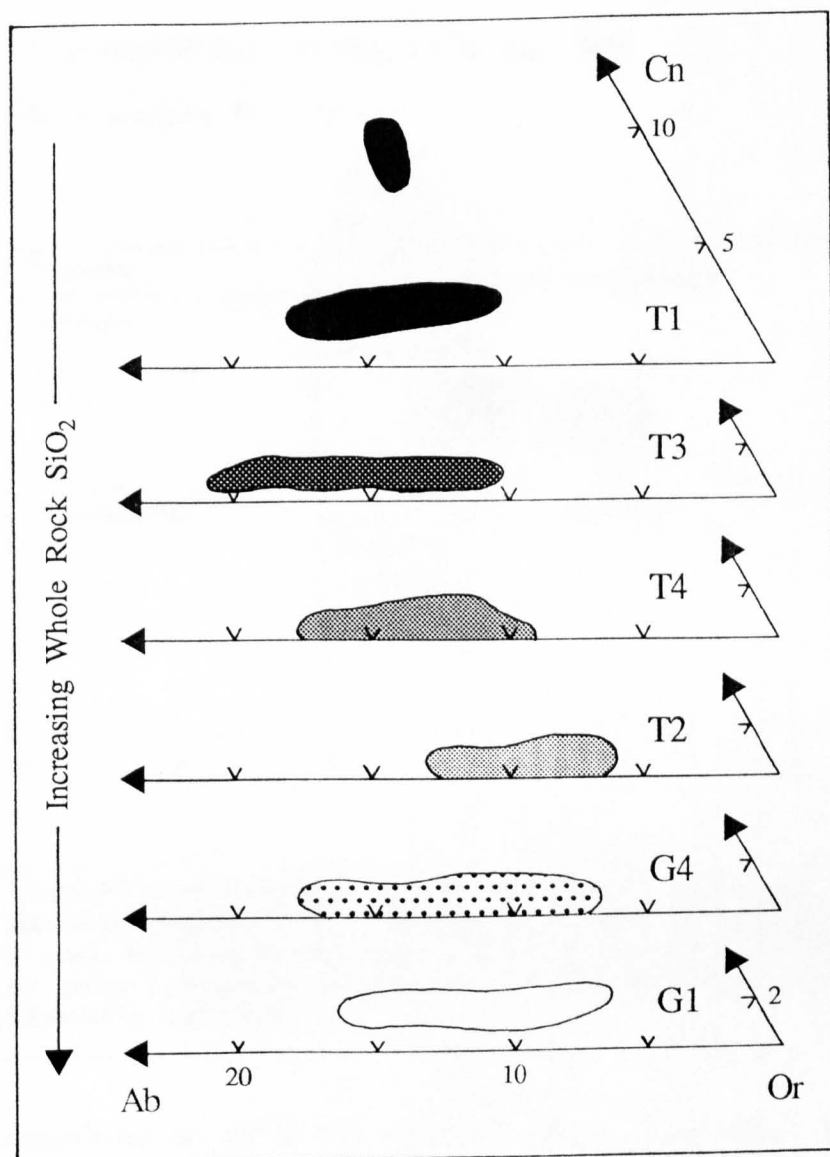 Cn
10
5
T1
T3
T4
T2
G4
G1
2
20
10
Ab
Or
Increasing Whole Rock SiO₂